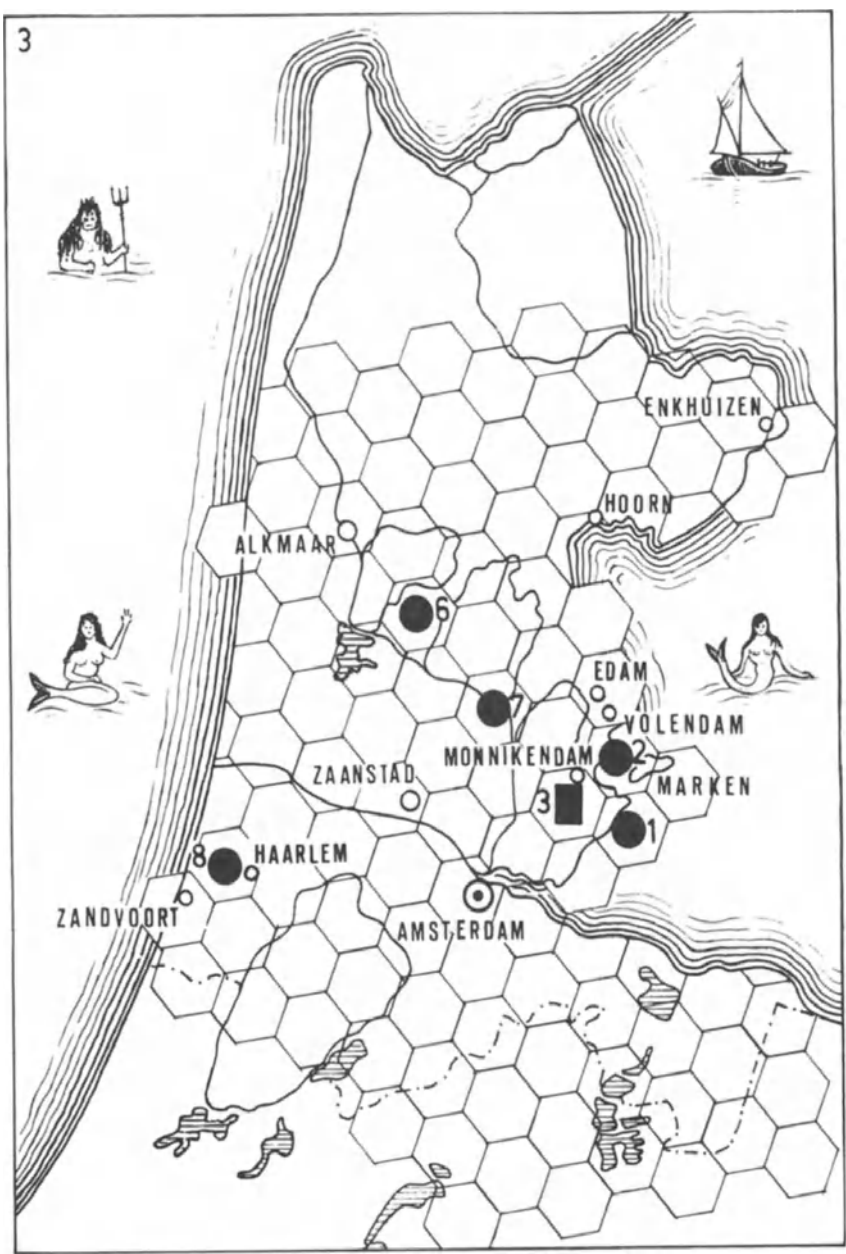 3
ENKHUIZEN
HOORN
ALKMAAR
6
EDAM
7
VOLENDAM
MONNIKENDAM
2
ZAANSTAD
MARKEN
3
1
8
HAARLEM
ZANDVOORT
AMSTERDAM